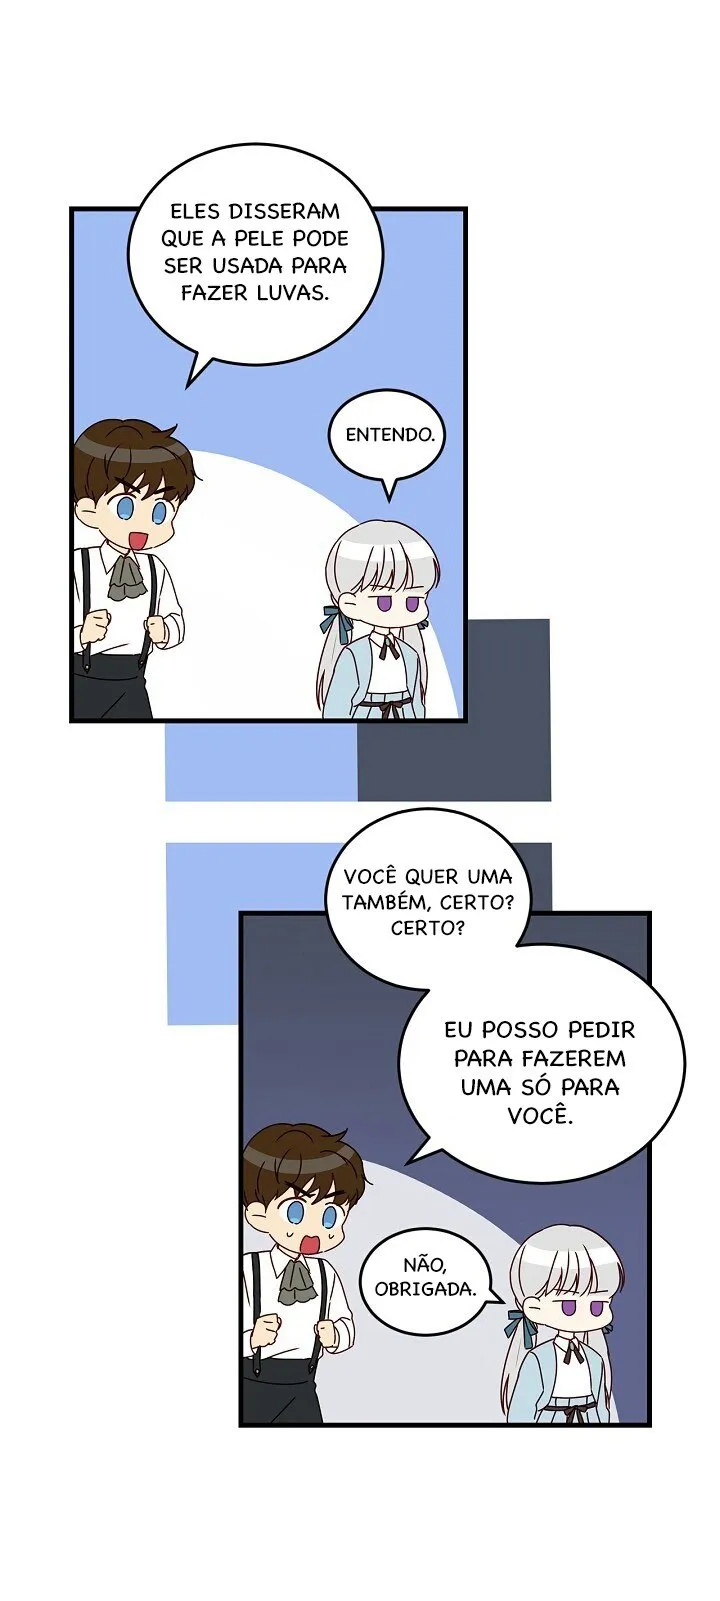 ELES DISSERAM
QUE A PELE PODE
SER USADA PARA
FAZER LUVAS.
ENTENDO.
VOCÊ QUER UMA
TAMBÉM, CERTO?
CERTO?
EU POSSO PEDIR
PARA FAZEREM
UMA SÓ PARA
VOCÊ.
NÃO,
OBRIGADA.